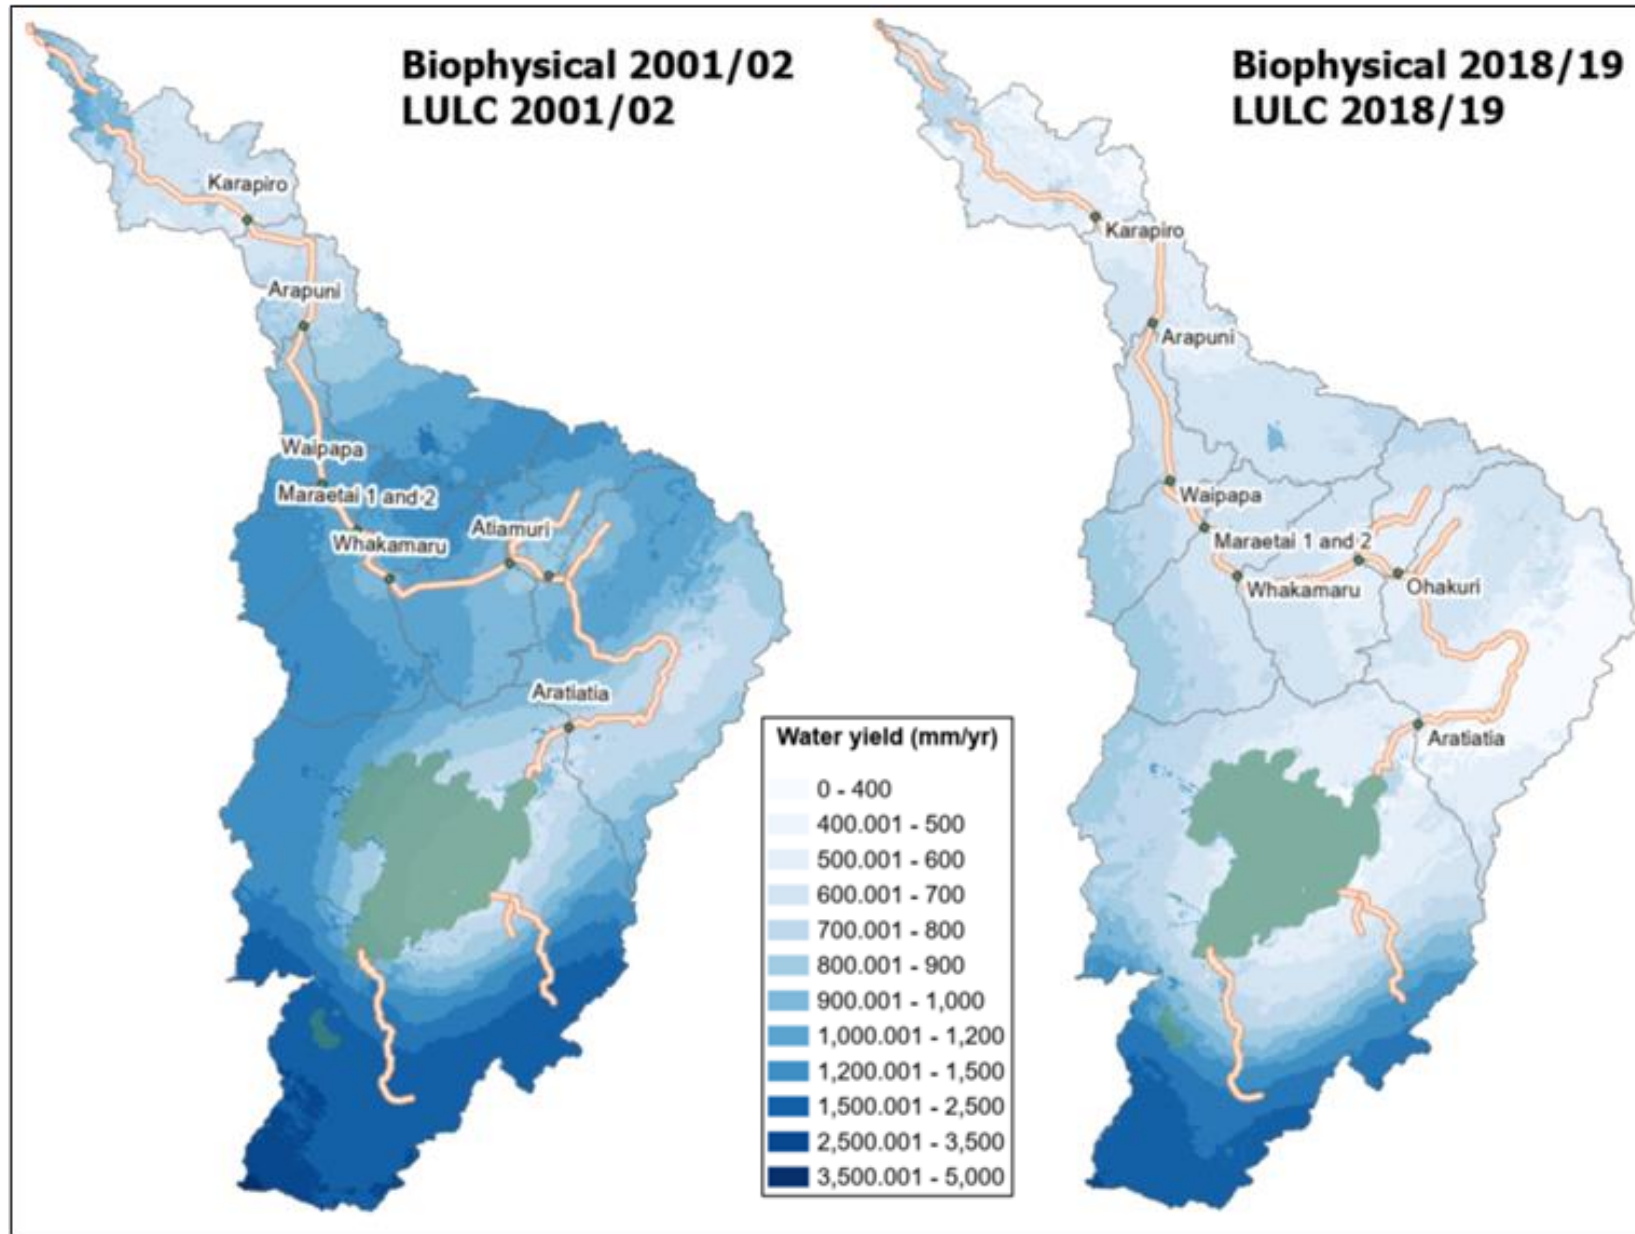 Biophysical 2001/02
LULC 2001/02
Karapiro
Arapuni
Waipapa
Maraetai 1 and 2
Whakamaru
Atiamuri
Aratiatia
Biophysical 2018/19
LULC 2018/19
Karapiro
Arapuni
Waipapa
Maraetai 1 and 2
Whakamaru
Ohakuri
Aratiatia
Water yield (mm/yr)
0 - 400
400.001 - 500
500.001 - 600
600.001 - 700
700.001 - 800
800.001 - 900
900.001 - 1,000
1,000.001 - 1,200
1,200.001 - 1,500
1,500.001 - 2,500
2,500.001 - 3,500
3,500.001 - 5,000